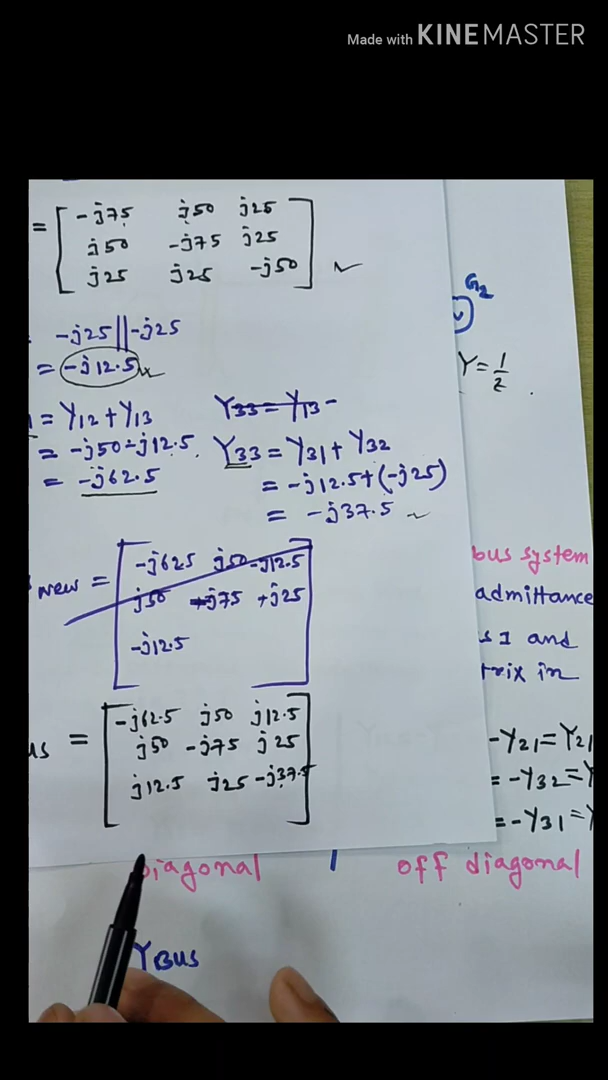 Made with KINEMASTER
= [ -j75 j50 j25
j50 -j75 j25
j25 j25 -j50 ]
-j25 || -j25
= -j12.5
= Y12 + Y13
= -j50 - j12.5
= -j62.5
Y33 = Y13 -
Y33 = Y31 + Y32
= -j12.5 + (-j25)
= -j37.5
G2
Y = 1/2 .
new = [ -j625 j50 -j12.5
j50 -j75 +j25
-j12.5 ]
us = [ -j62.5 j50 j12.5
j50 -j75 j25
j12.5 j25 -j37.5 ]
bus system
admittance
s 1 and
trix in
-Y21 = Y21
= -Y32 =
= -Y31 =
Diagonal
off diagonal
YBUS